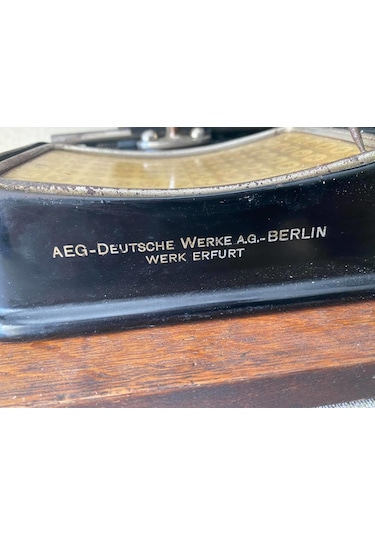 AEG-DEUTSCHE WERKE A.G.-BERLIN
WERK ERFURT